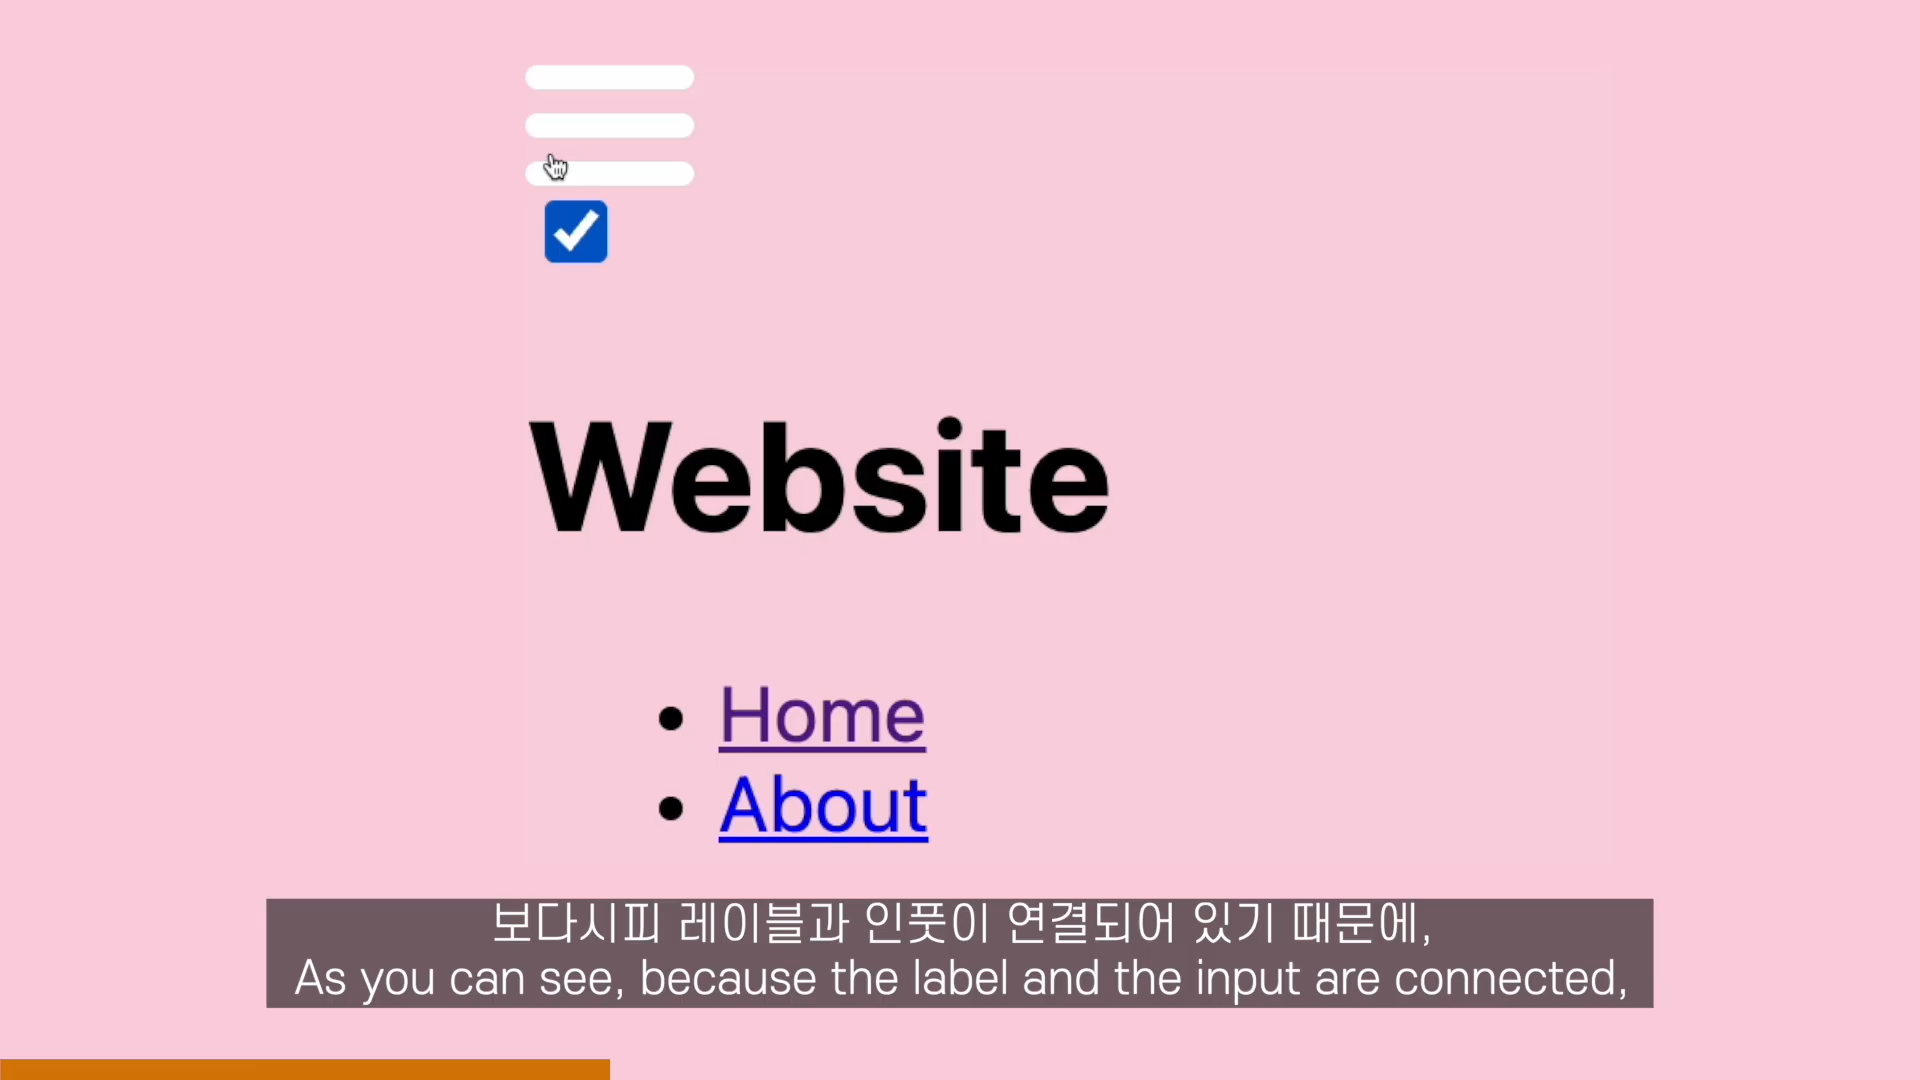 Website
Home
About
보다시피 레이블과 인풋이 연결되어 있기 때문에,
As you can see, because the label and the input are connected,